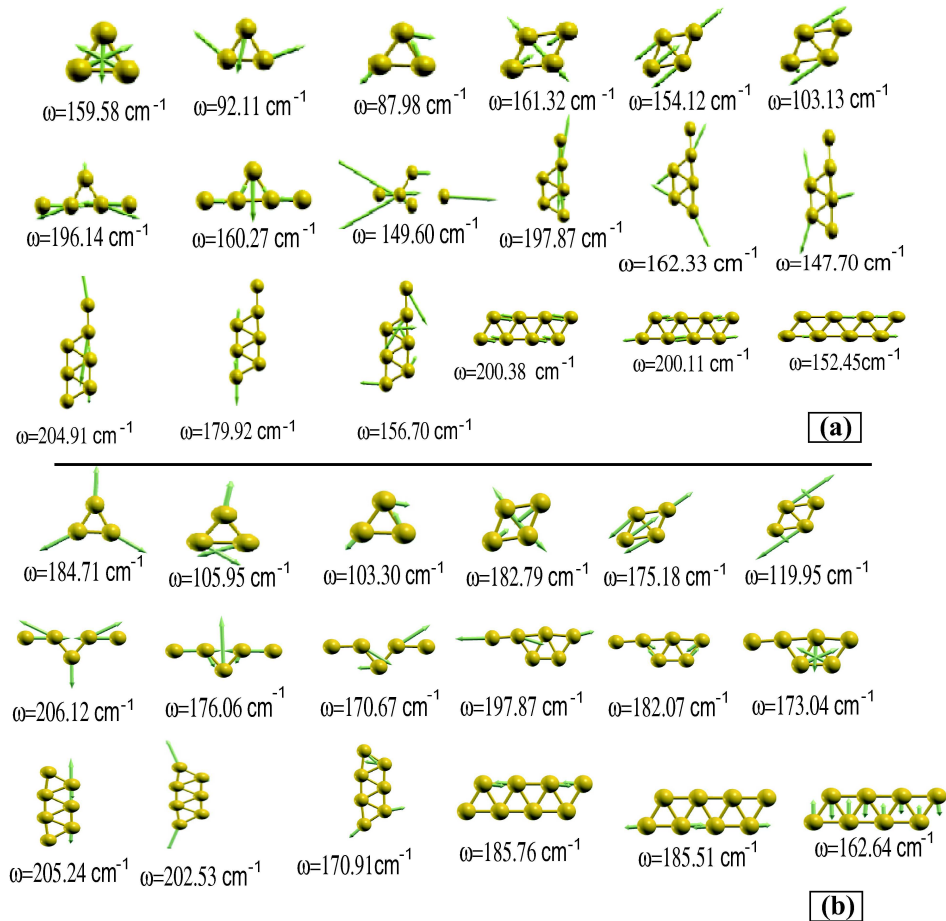 ω=159.58 cm⁻¹ ω=92.11 cm⁻¹ ω=87.98 cm⁻¹ ω=161.32 cm⁻¹ ω=154.12 cm⁻¹ ω=103.13 cm⁻¹
ω=196.14 cm⁻¹ ω=160.27 cm⁻¹ ω= 149.60 cm⁻¹ ω=197.87 cm⁻¹ ω=162.33 cm⁻¹ ω=147.70 cm⁻¹
ω=204.91 cm⁻¹ ω=179.92 cm⁻¹ ω=156.70 cm⁻¹ ω=200.38 cm⁻¹ ω=200.11 cm⁻¹ ω=152.45cm⁻¹
(a)
ω=184.71 cm⁻¹ ω=105.95 cm⁻¹ ω=103.30 cm⁻¹ ω=182.79 cm⁻¹ ω=175.18 cm⁻¹ ω=119.95 cm⁻¹
ω=206.12 cm⁻¹ ω=176.06 cm⁻¹ ω=170.67 cm⁻¹ ω=197.87 cm⁻¹ ω=182.07 cm⁻¹ ω=173.04 cm⁻¹
ω=205.24 cm⁻¹ ω=202.53 cm⁻¹ ω=170.91cm⁻¹ ω=185.76 cm⁻¹ ω=185.51 cm⁻¹ ω=162.64 cm⁻¹
(b)